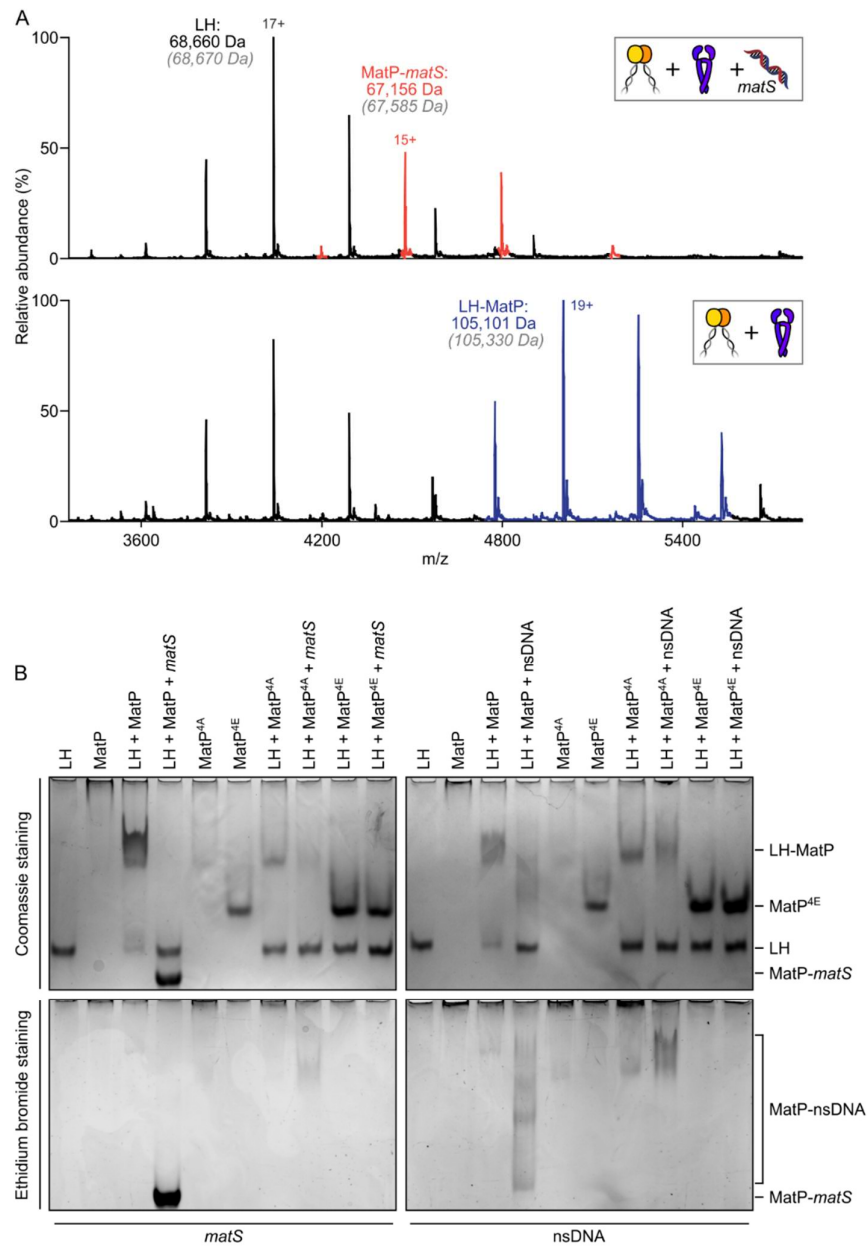 A
LH:
68,660 Da
(68,670 Da)
17+
MatP-matS:
67,156 Da
(67,585 Da)
15+
+
+
matS
100
50
0
Relative abundance (%)
LH-MatP:
105,101 Da
(105,330 Da)
19+
+
100
50
0
3600
4200
4800
5400
m/z
B
LH
MatP
LH + MatP
LH + MatP + matS
MatP4A
MatP4E
LH + MatP4A
LH + MatP4A + matS
LH + MatP4E
LH + MatP4E + matS
LH
MatP
LH + MatP
LH + MatP + nsDNA
MatP4A
MatP4E
LH + MatP4A
LH + MatP4A + nsDNA
LH + MatP4E
LH + MatP4E + nsDNA
Coomassie staining
LH-MatP
MatP4E
LH
MatP-matS
Ethidium bromide staining
MatP-nsDNA
MatP-matS
matS
nsDNA